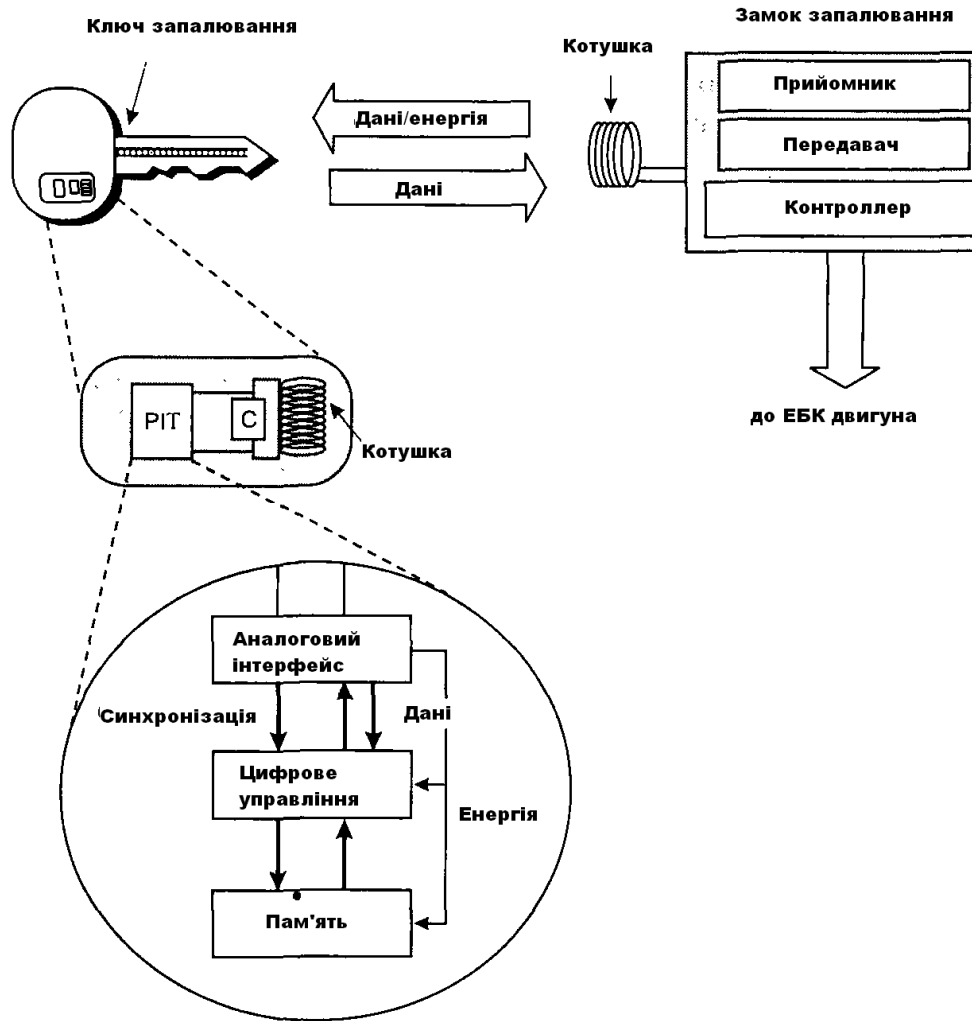 Замок запалювання
Ключ запалювання
Котушка
Прийомник
Дані/енергія
Передавач
Дані
Контроллер
до ЕБК двигуна
PIT
C
Котушка
Аналоговий
інтерфейс
Синхронізація
Дані
Цифрове
управління
Енергія
Пам'ять